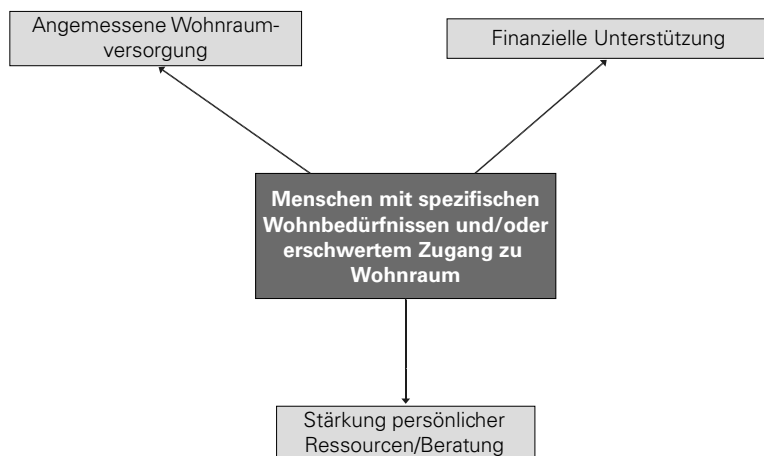 Angemessene Wohnraum-
versorgung
Finanzielle Unterstützung
Menschen mit spezifischen
Wohnbedürfnissen und/oder
erschwertem Zugang zu
Wohnraum
Stärkung persönlicher
Ressourcen/Beratung